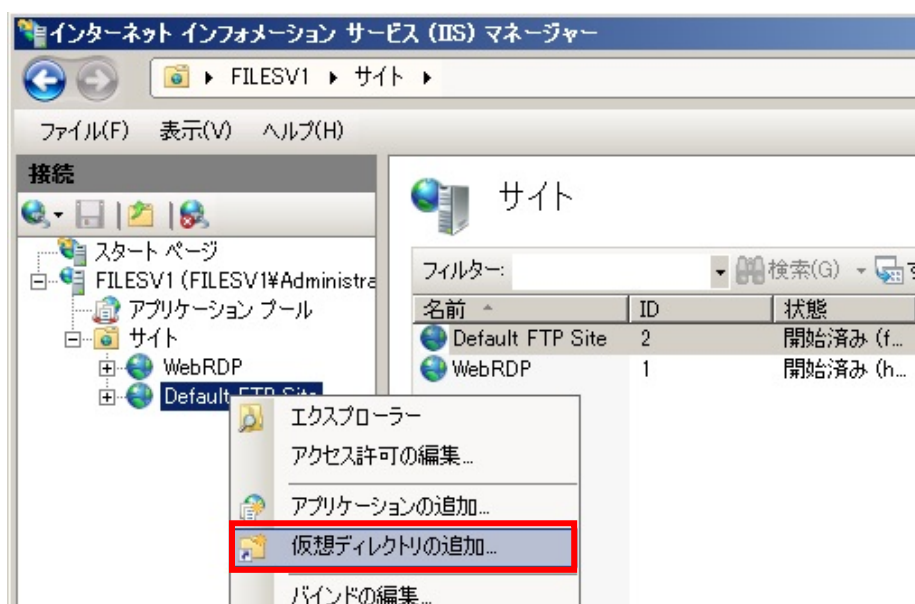 インターネット インフォメーション サービス (IIS) マネージャー
FILESV1 サイト
ファイル(F) 表示(V) ヘルプ(H)
接続
スタート ページ
FILESV1 (FILESV1¥Administra
アプリケーション プール
サイト
WebRDP
Default FTP Site
サイト
フィルター: 検索(G) す
名前 ID 状態
Default FTP Site 2 開始済み (f...
WebRDP 1 開始済み (h...
エクスプローラー
アクセス許可の編集...
アプリケーションの追加...
仮想ディレクトリの追加...
バインドの編集...